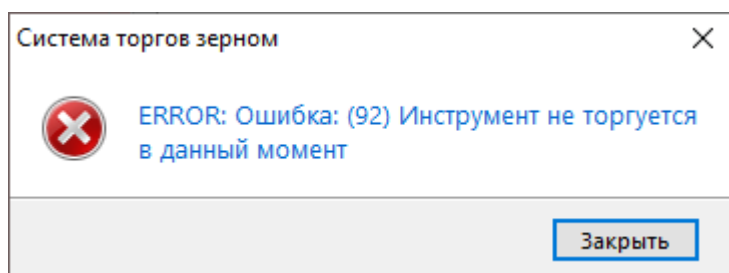 Система торгов зерном
ERROR: Ошибка: (92) Инструмент не торгуется
в данный момент
Закрыть